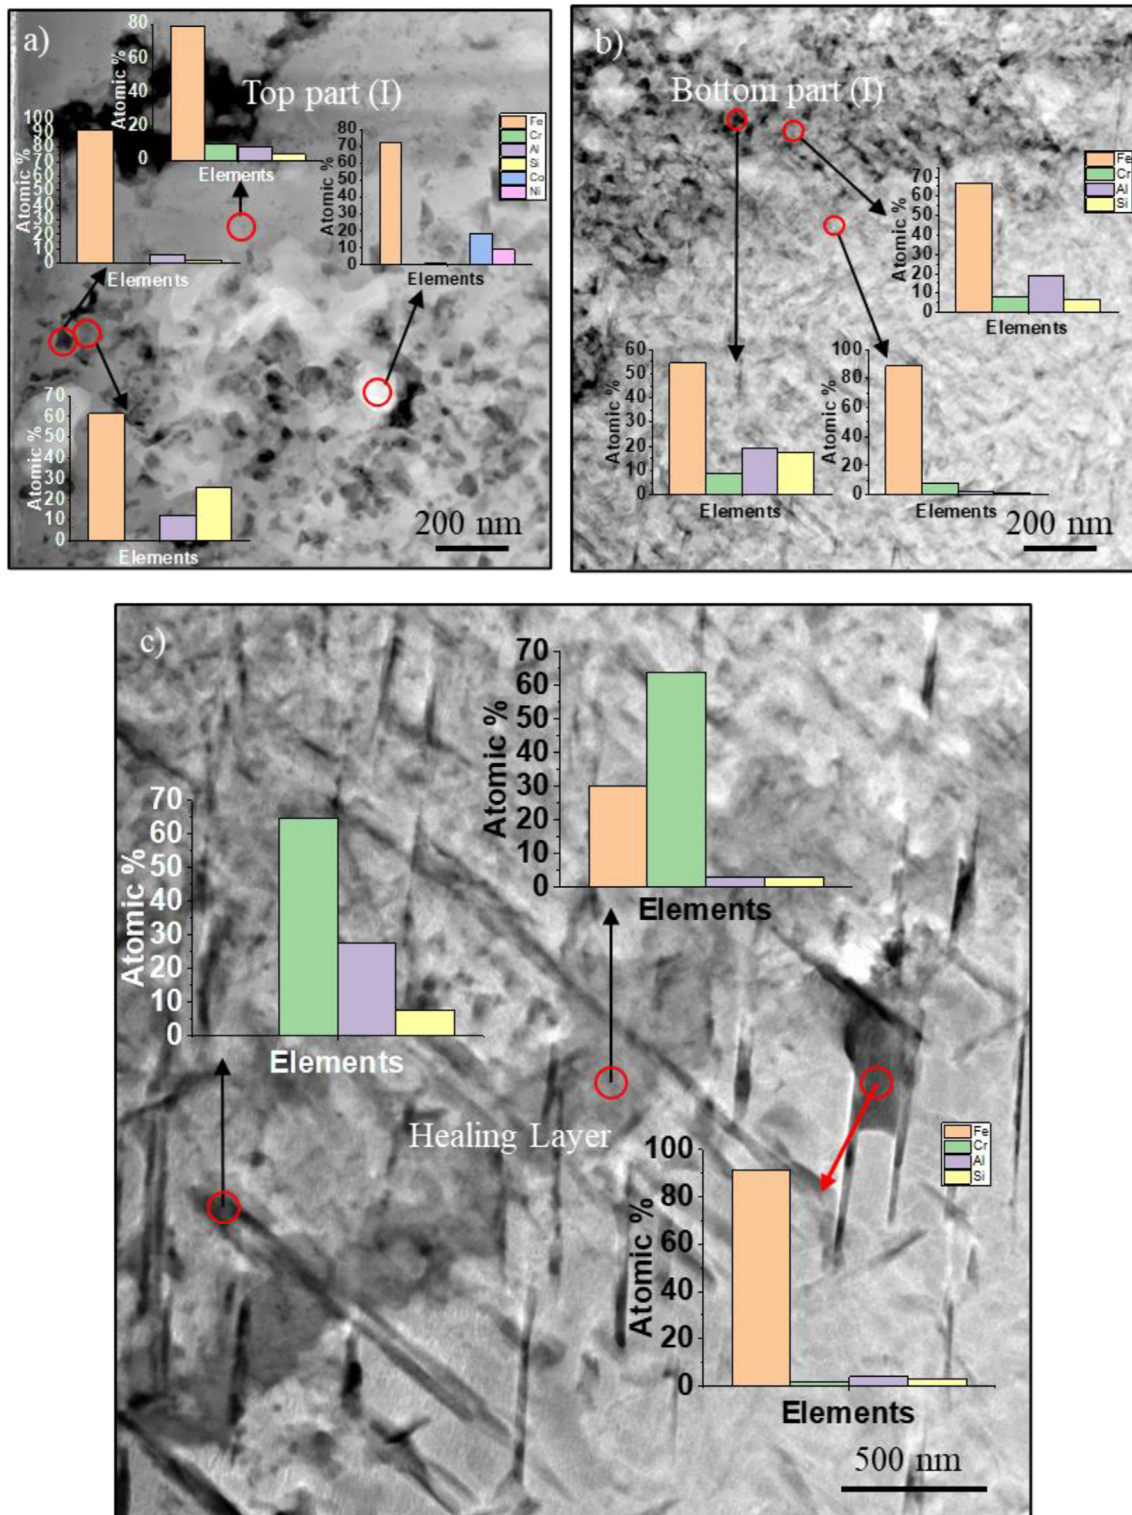 a)
Top part (I)
80
60
40
20
0
Atomic %
Elements
100
90
80
70
60
50
40
30
20
10
0
Atomic %
Elements
80
70
60
50
40
30
20
10
0
Atomic %
Elements
Fe
Cr
Al
Si
Co
Ni
70
60
50
40
30
20
10
0
Atomic %
Elements
200 nm
b)
Bottom part (I)
Fe
Cr
Al
Si
70
60
50
40
30
20
10
0
Atomic %
Elements
60
50
40
30
20
10
0
Atomic %
Elements
100
80
60
40
20
0
Atomic %
Elements
200 nm
c)
70
60
50
40
30
20
10
0
Atomic %
Elements
70
60
50
40
30
20
10
0
Atomic %
Elements
Healing Layer
Fe
Cr
Al
Si
100
80
60
40
20
0
Atomic %
Elements
500 nm